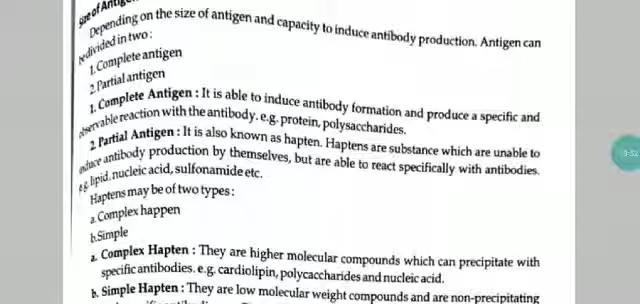 Size of Antigen
Depending on the size of antigen and capacity to induce antibody production. Antigen can
be divided in two :
1. Complete antigen
2. Partial antigen
1. Complete Antigen : It is able to induce antibody formation and produce a specific and
observable reaction with the antibody. e.g. protein, polysaccharides.
2. Partial Antigen : It is also known as hapten. Haptens are substance which are unable to
induce antibody production by themselves, but are able to react specifically with antibodies.
e.g. lipid, nucleic acid, sulfonamide etc.
Haptens may be of two types :
a. Complex happen
b. Simple
a. Complex Hapten : They are higher molecular compounds which can precipitate with
specific antibodies. e.g. cardiolipin, polycaccharides and nucleic acid.
b. Simple Hapten : They are low molecular weight compounds and are non-precipitating